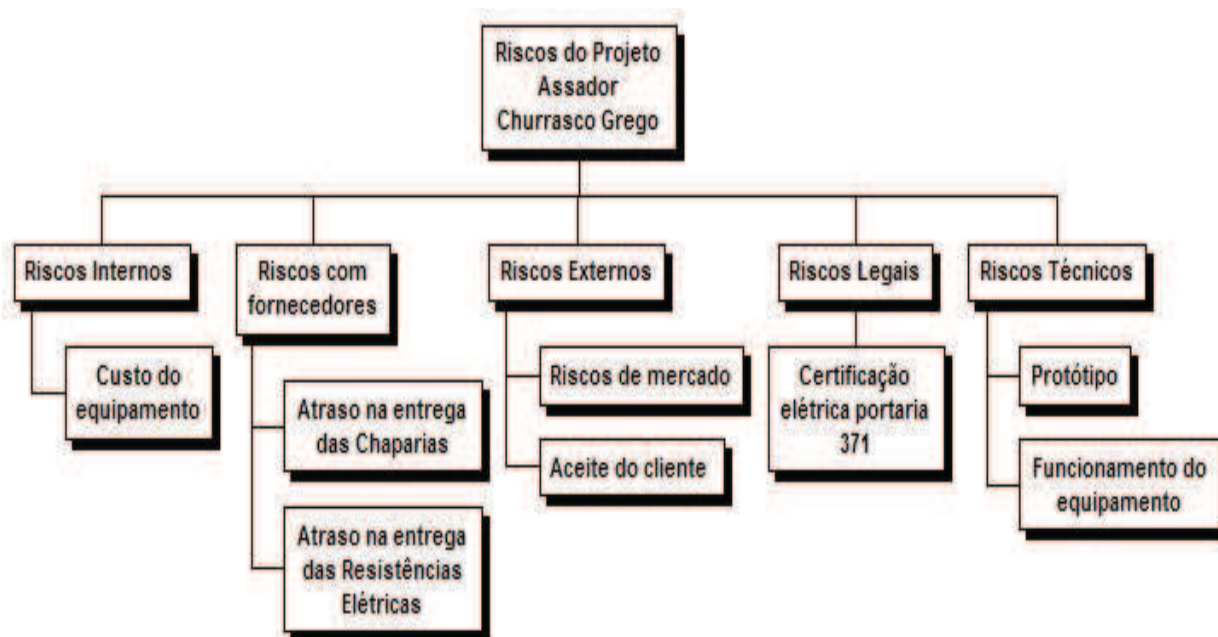 Riscos do Projeto
Assador
Churrasco Grego
Riscos Internos
Custo do
equipamento
Riscos com
fornecedores
Atraso na entrega
das Chaparias
Atraso na entrega
das Resistências
Elétricas
Riscos Externos
Riscos de mercado
Aceite do cliente
Riscos Legais
Certificação
elétrica portaria
371
Riscos Técnicos
Protótipo
Funcionamento do
equipamento